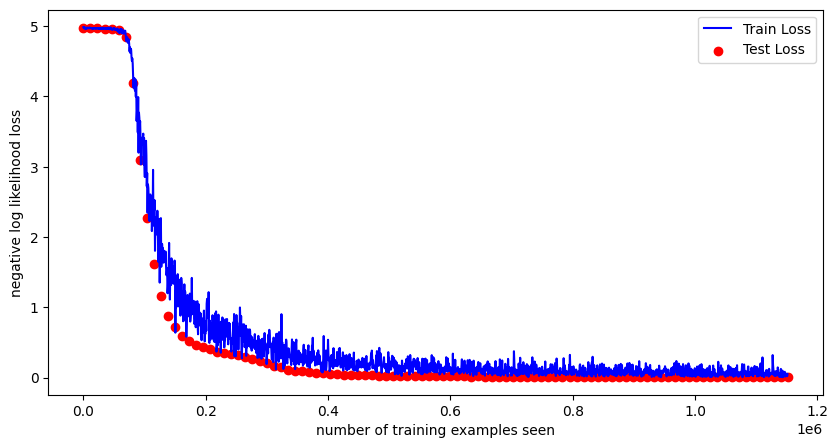 5
4
3
2
1
0
negative log likelihood loss
Train Loss
Test Loss
0.0 0.2 0.4 0.6 0.8 1.0 1.2
1e6
number of training examples seen